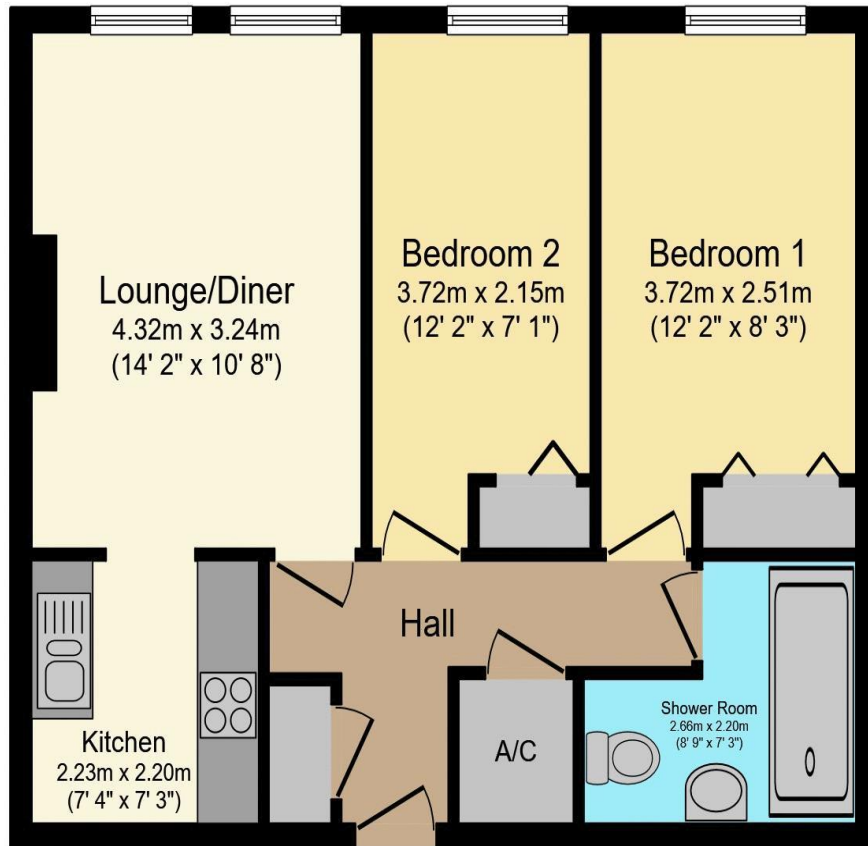 Lounge/Diner
4.32m x 3.24m
(14' 2" x 10' 8")
Bedroom 2
3.72m x 2.15m
(12' 2" x 7' 1")
Bedroom 1
3.72m x 2.51m
(12' 2" x 8' 3")
Hall
Kitchen
2.23m x 2.20m
(7' 4" x 7' 3")
A/C
Shower Room
2.66m x 2.20m
(8' 9" x 7' 3")